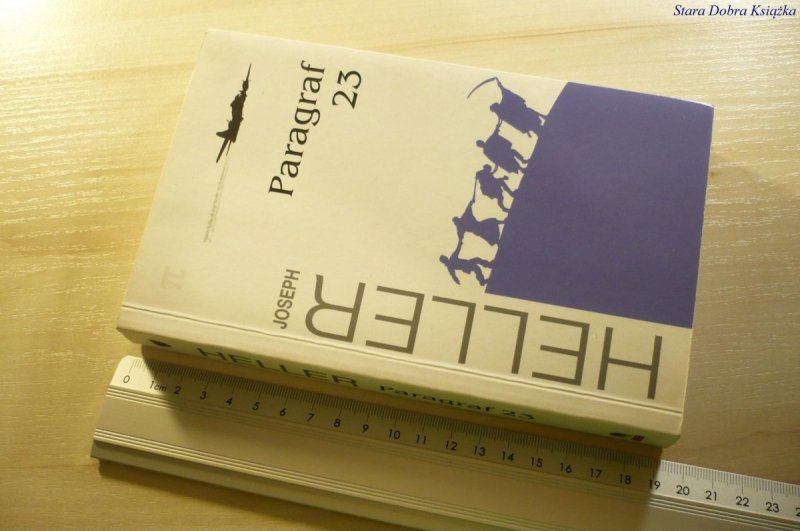 Stara Dobra Książka
Paragraf
23
JOSEPH
HELLER
π
HELLER Paragraf 23
0 1cm 2 3 4 5 6 7 8 9 10 11 12 13 14 15 16 17 18 19 20 21 22 23